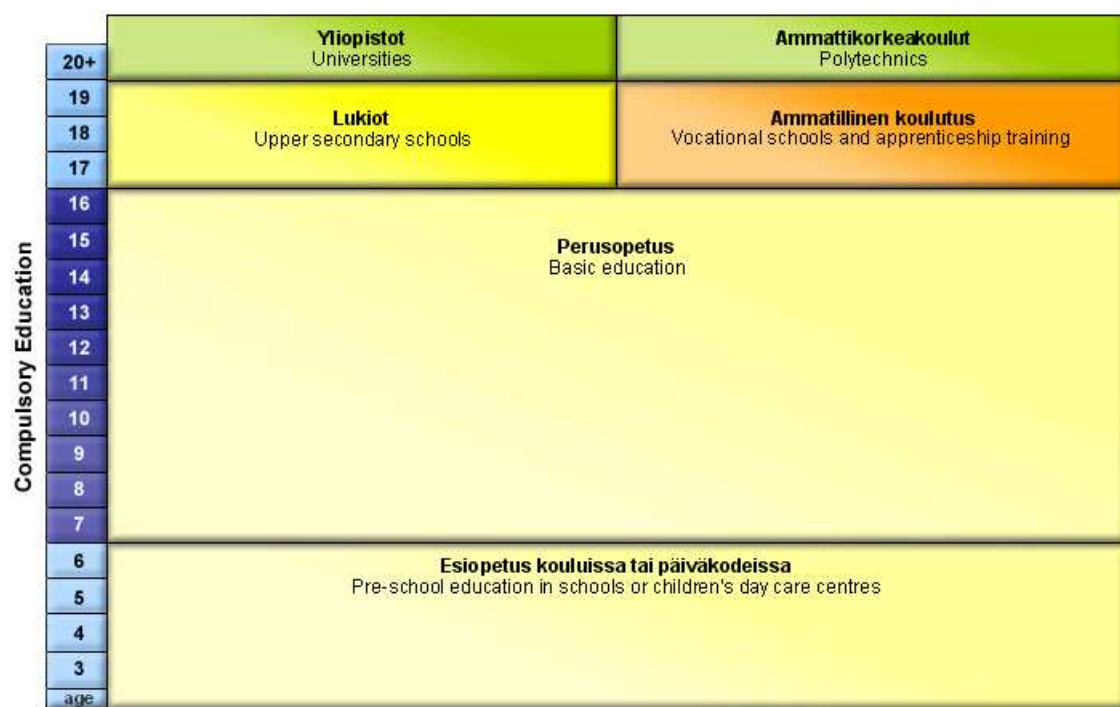 Yliopistot
Universities
Ammattikorkeakoulut
Polytechnics
20+
19
18
17
Lukiot
Upper secondary schools
Ammatillinen koulutus
Vocational schools and apprenticeship training
Compulsory Education
16
15
14
13
12
11
10
9
8
7
Perusopetus
Basic education
6
5
4
3
age
Esiopetus kouluissa tai päiväkodeissa
Pre-school education in schools or children's day care centres